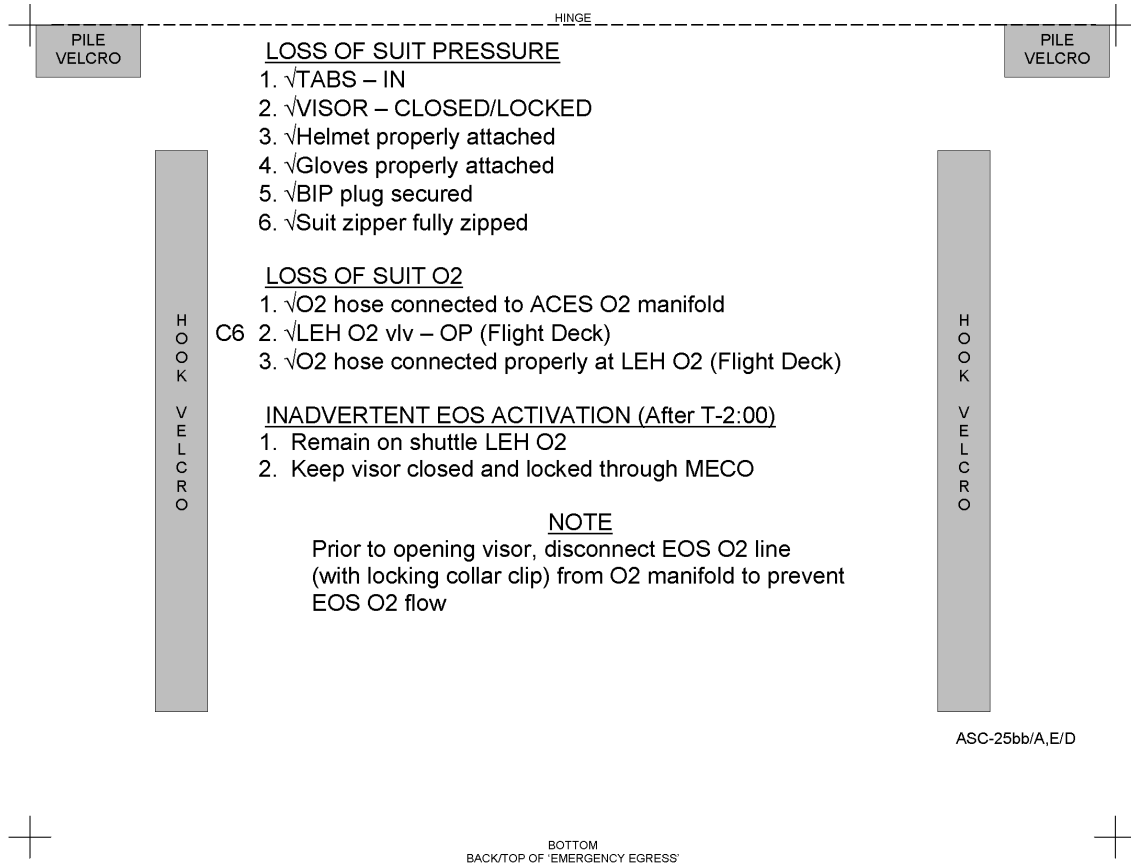 HINGE
PILE
VELCRO
PILE
VELCRO
LOSS OF SUIT PRESSURE
1. √TABS – IN
2. √VISOR – CLOSED/LOCKED
3. √Helmet properly attached
4. √Gloves properly attached
5. √BIP plug secured
6. √Suit zipper fully zipped
LOSS OF SUIT O2
1. √O2 hose connected to ACES O2 manifold
C6 2. √LEH O2 vlv – OP (Flight Deck)
3. √O2 hose connected properly at LEH O2 (Flight Deck)
INADVERTENT EOS ACTIVATION (After T-2:00)
1. Remain on shuttle LEH O2
2. Keep visor closed and locked through MECO
NOTE
Prior to opening visor, disconnect EOS O2 line
(with locking collar clip) from O2 manifold to prevent
EOS O2 flow
HOOK VELCRO
HOOK VELCRO
ASC-25bb/A,E/D
BOTTOM
BACK/TOP OF 'EMERGENCY EGRESS'